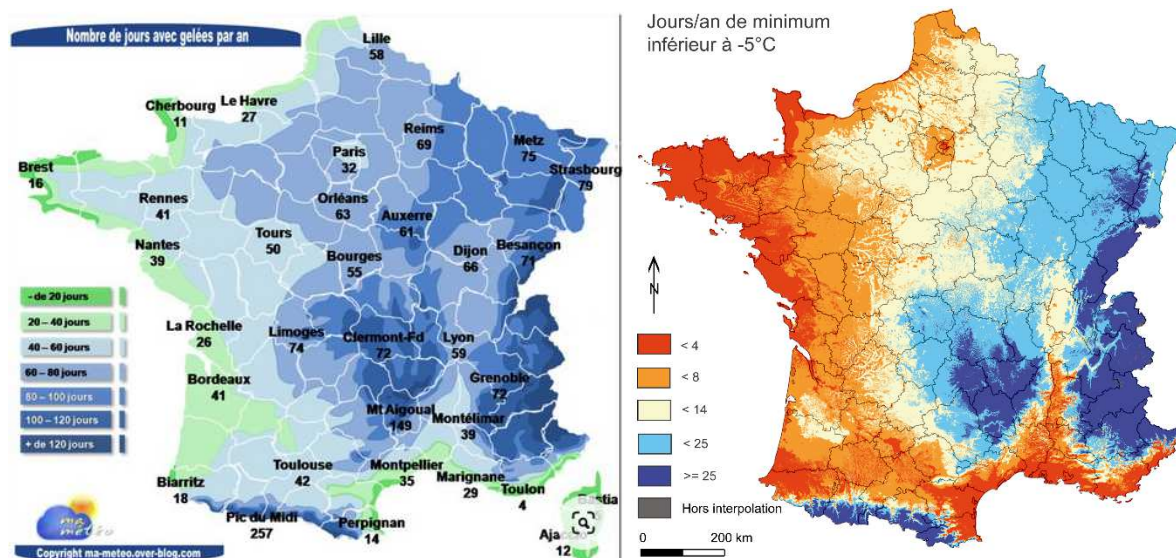 Nombre de jours avec gelées par an
Lille
58
Cherbourg
11
Le Havre
27
Reims
69
Metz
75
Paris
32
Strasbourg
79
Brest
16
Rennes
41
Orléans
63
Auxerre
61
Nantes
39
Tours
50
Bourges
55
Dijon
66
Besançon
71
- de 20 jours
20 – 40 jours
40 – 60 jours
60 – 80 jours
80 – 100 jours
100 – 120 jours
+ de 120 jours
La Rochelle
26
Limoges
74
Clermont-Fd
72
Lyon
59
Grenoble
72
Bordeaux
41
Mt Aigoual
149
Montélimar
39
Biarritz
18
Toulouse
42
Montpellier
35
Marignane
29
Toulon
4
Pic du Midi
257
Perpignan
14
Bastia
Ajaccio
12
ma
météo
Copyright ma-meteo.over-blog.com
Jours/an de minimum
inférieur à -5°C
N
< 4
< 8
< 14
< 25
>= 25
Hors interpolation
0 200 km